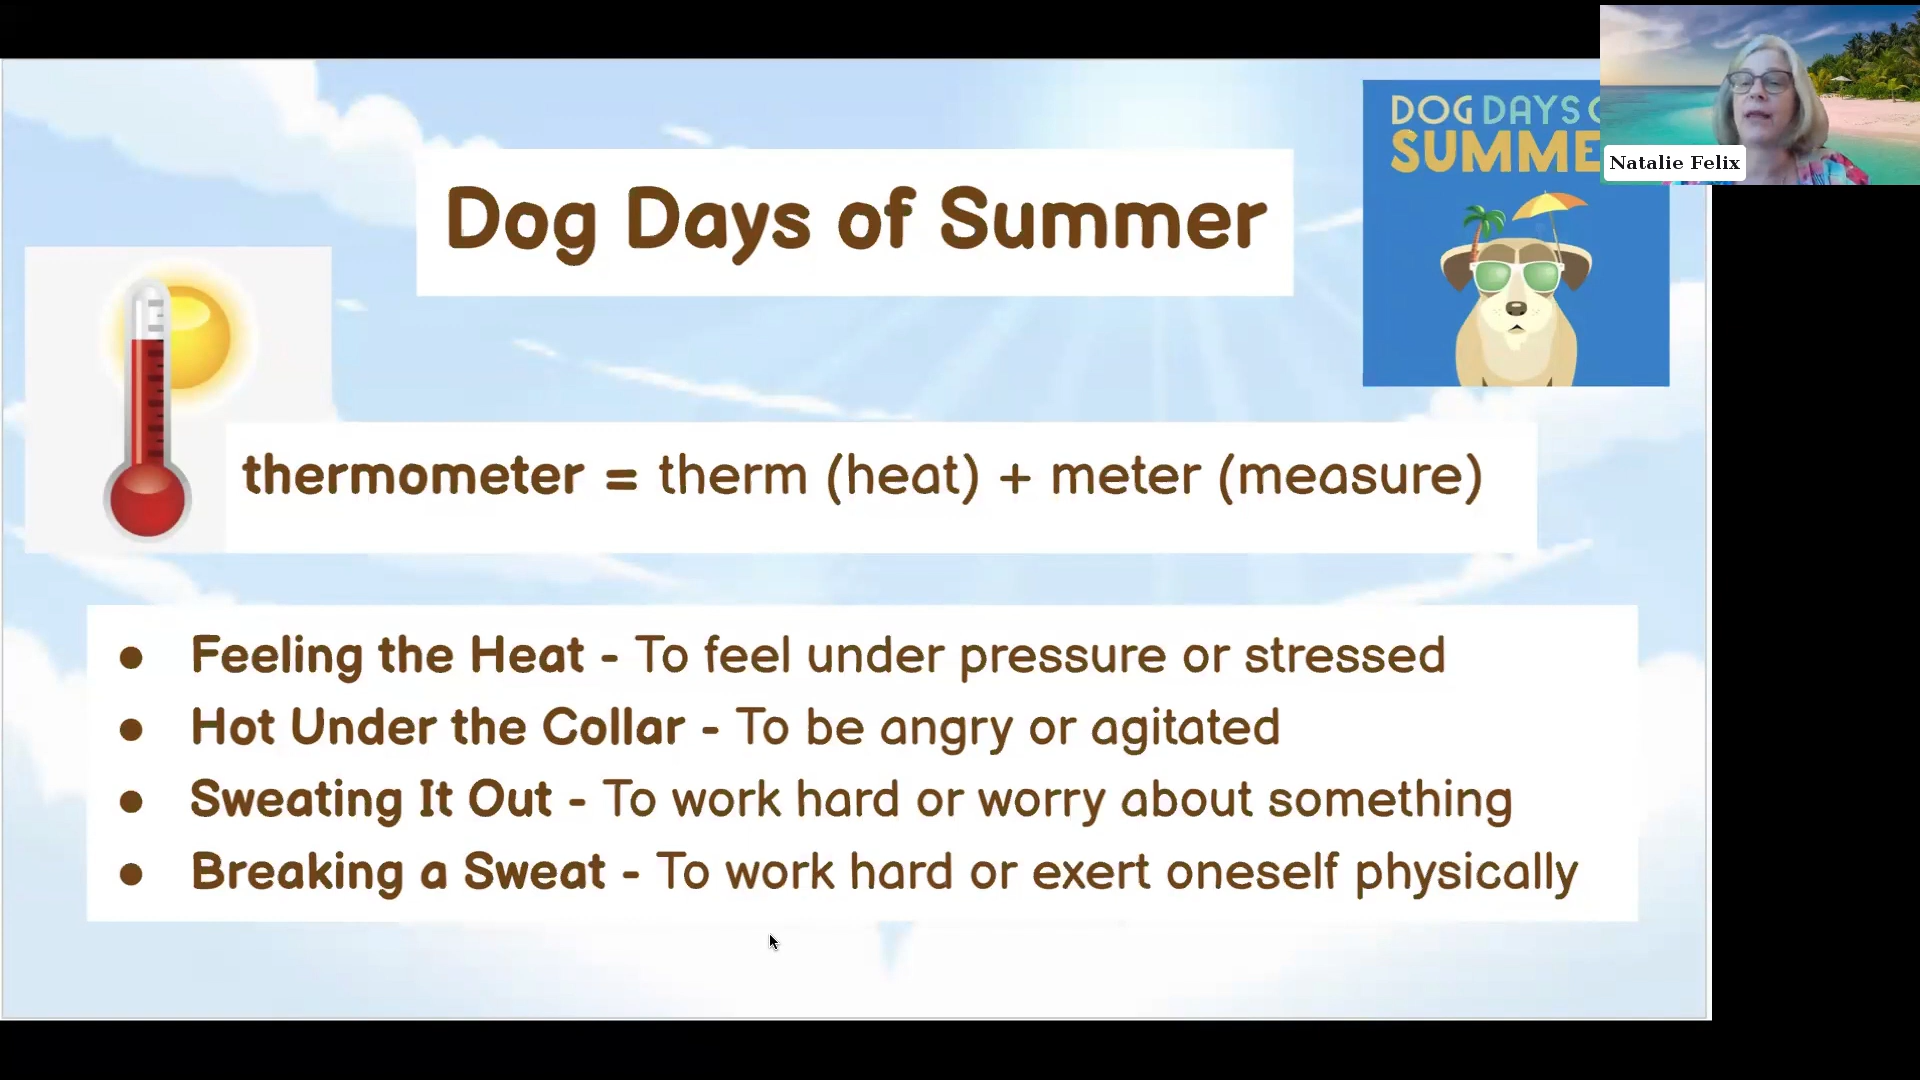 DOG DAYS
SUMME
Natalie Felix
Dog Days of Summer
thermometer = therm (heat) + meter (measure)
● Feeling the Heat - To feel under pressure or stressed
● Hot Under the Collar - To be angry or agitated
● Sweating It Out - To work hard or worry about something
● Breaking a Sweat - To work hard or exert oneself physically